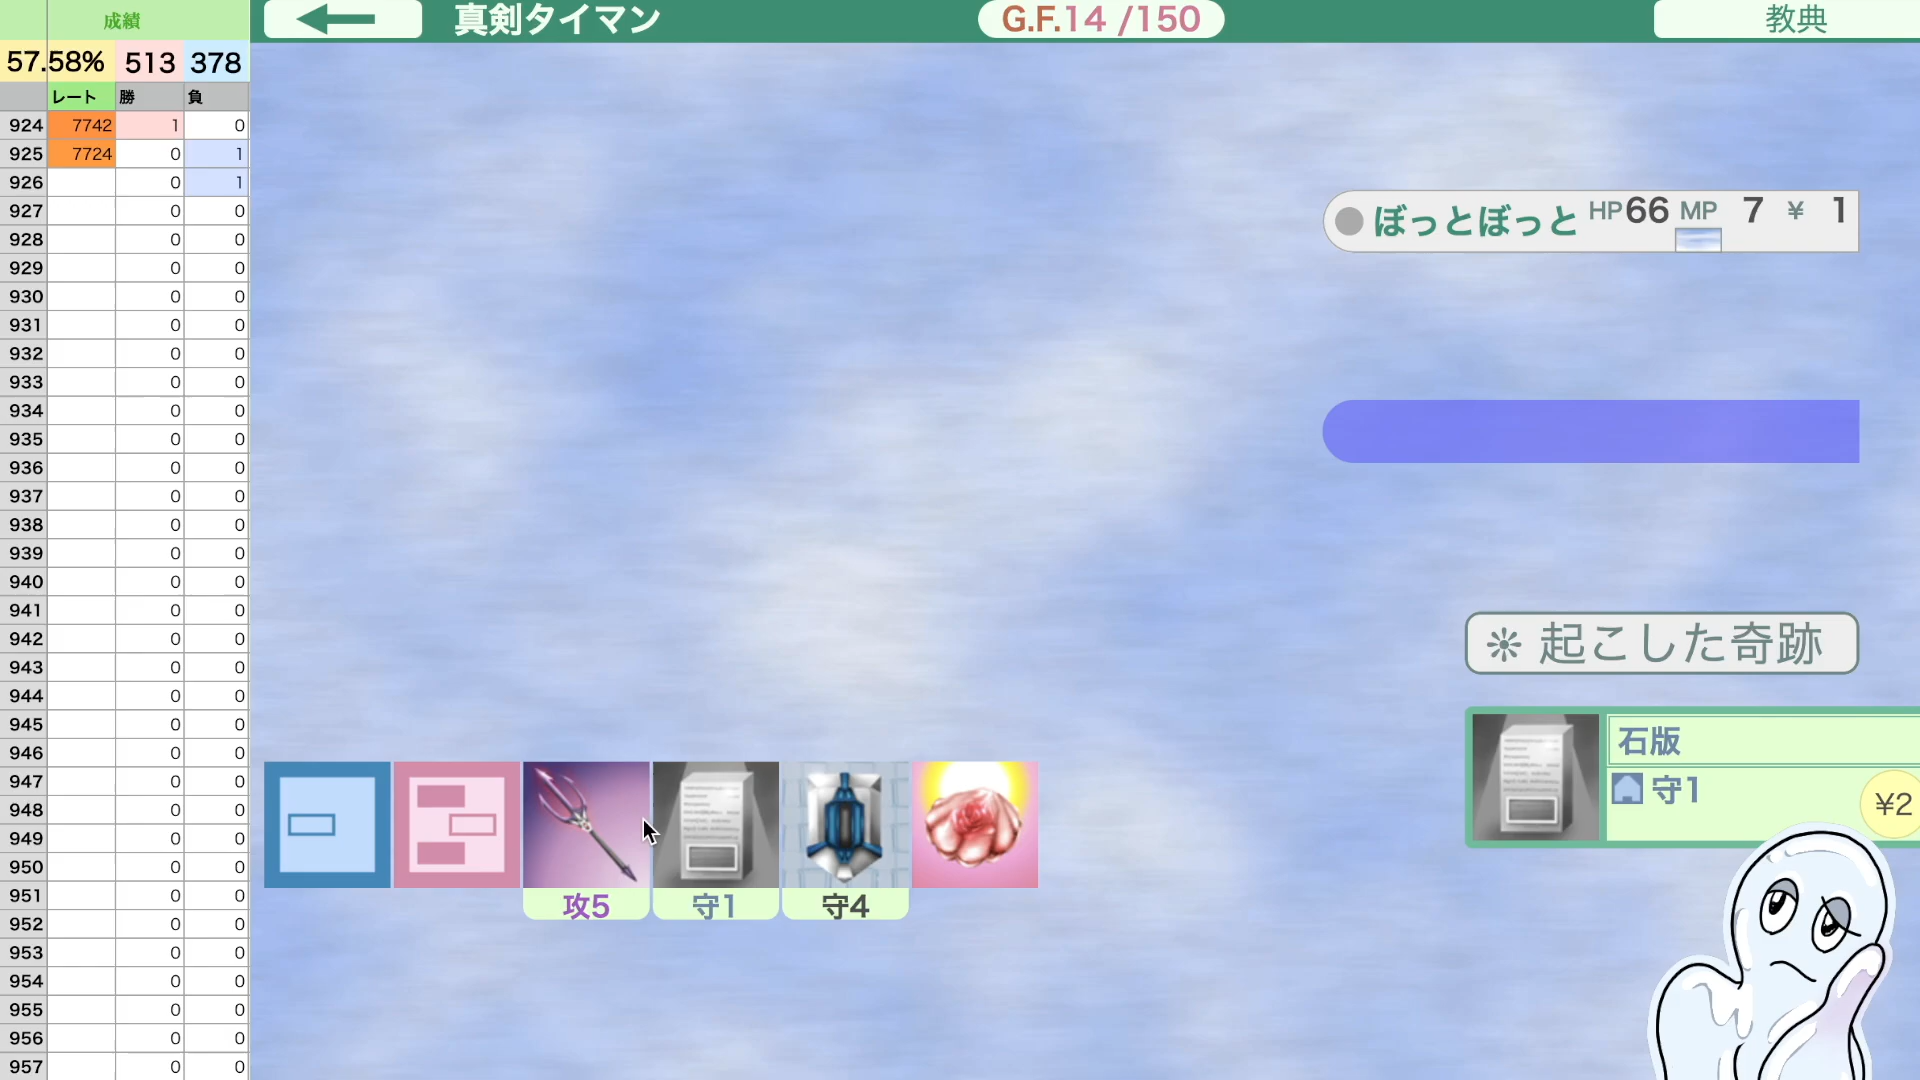 成績
真剣タイマン
G.F.14 /150
教典
57.58% 513 378
レート 勝 負
924 7742 1 0
925 7724 0 1
926 0 1
927 0 0
928 0 0
929 0 0
930 0 0
931 0 0
932 0 0
933 0 0
934 0 0
935 0 0
936 0 0
937 0 0
938 0 0
939 0 0
940 0 0
941 0 0
942 0 0
943 0 0
944 0 0
945 0 0
946 0 0
947 0 0
948 0 0
949 0 0
950 0 0
951 0 0
952 0 0
953 0 0
954 0 0
955 0 0
956 0 0
957 0 0
ぼっとぼっと HP66 MP 7 ¥ 1
起こした奇跡
石版
守1
¥2
攻5
守1
守4